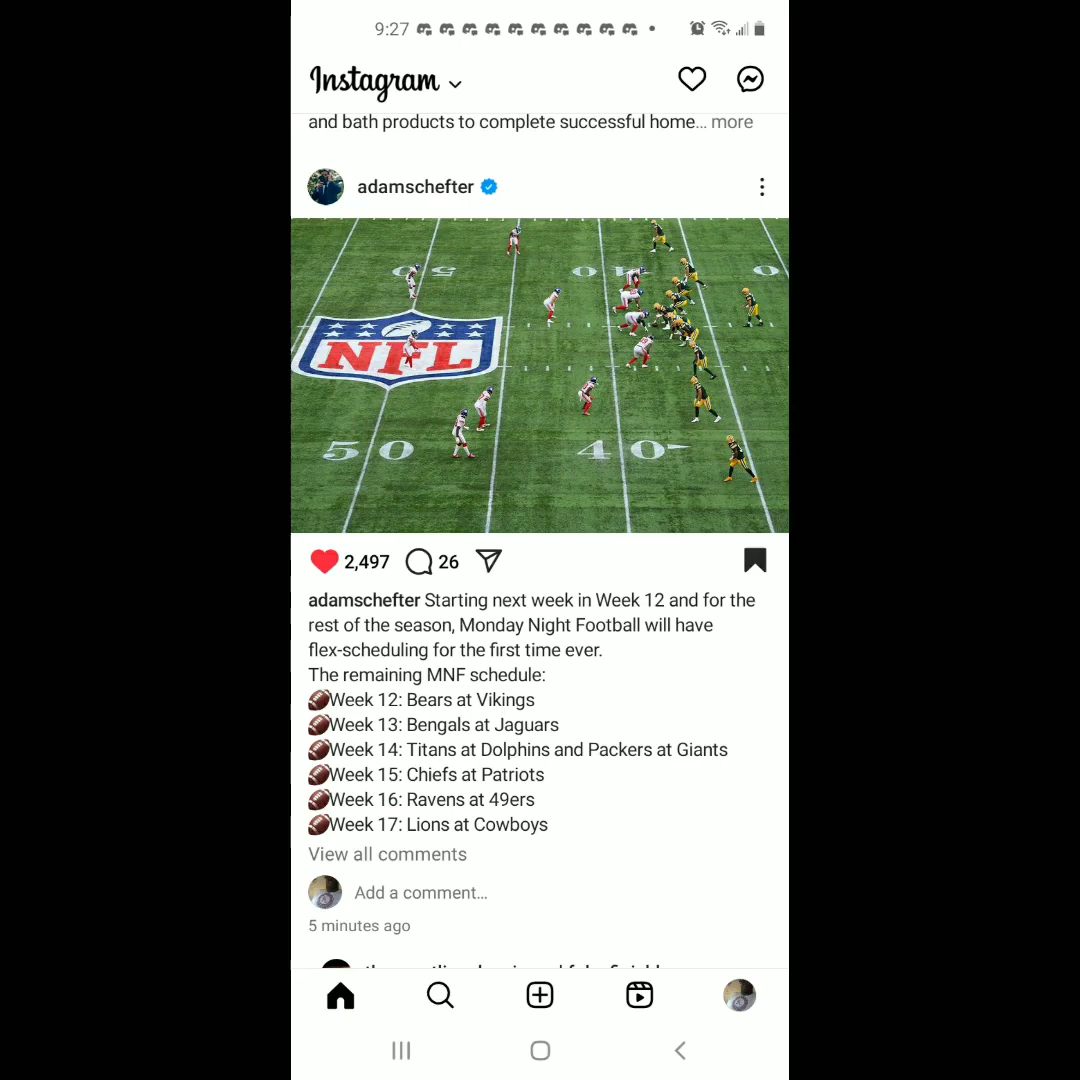 9:27
Instagram
and bath products to complete successful home... more
adamschefter
50
40
NFL
50
40
2,497 26
adamschefter Starting next week in Week 12 and for the
rest of the season, Monday Night Football will have
flex-scheduling for the first time ever.
The remaining MNF schedule:
🏈Week 12: Bears at Vikings
🏈Week 13: Bengals at Jaguars
🏈Week 14: Titans at Dolphins and Packers at Giants
🏈Week 15: Chiefs at Patriots
🏈Week 16: Ravens at 49ers
🏈Week 17: Lions at Cowboys
View all comments
Add a comment...
5 minutes ago